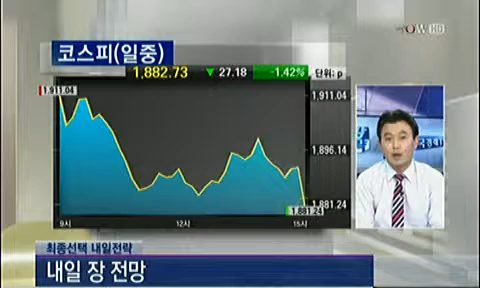 WOW HD
코스피(일중)
1,882.73 ▼ 27.18 -1.42% 단위: p
1,911.04
1,911.04
1,896.14
1,881.24
1,881.24
9시 12시 15시
최종선택 내일전략
내일 장 전망